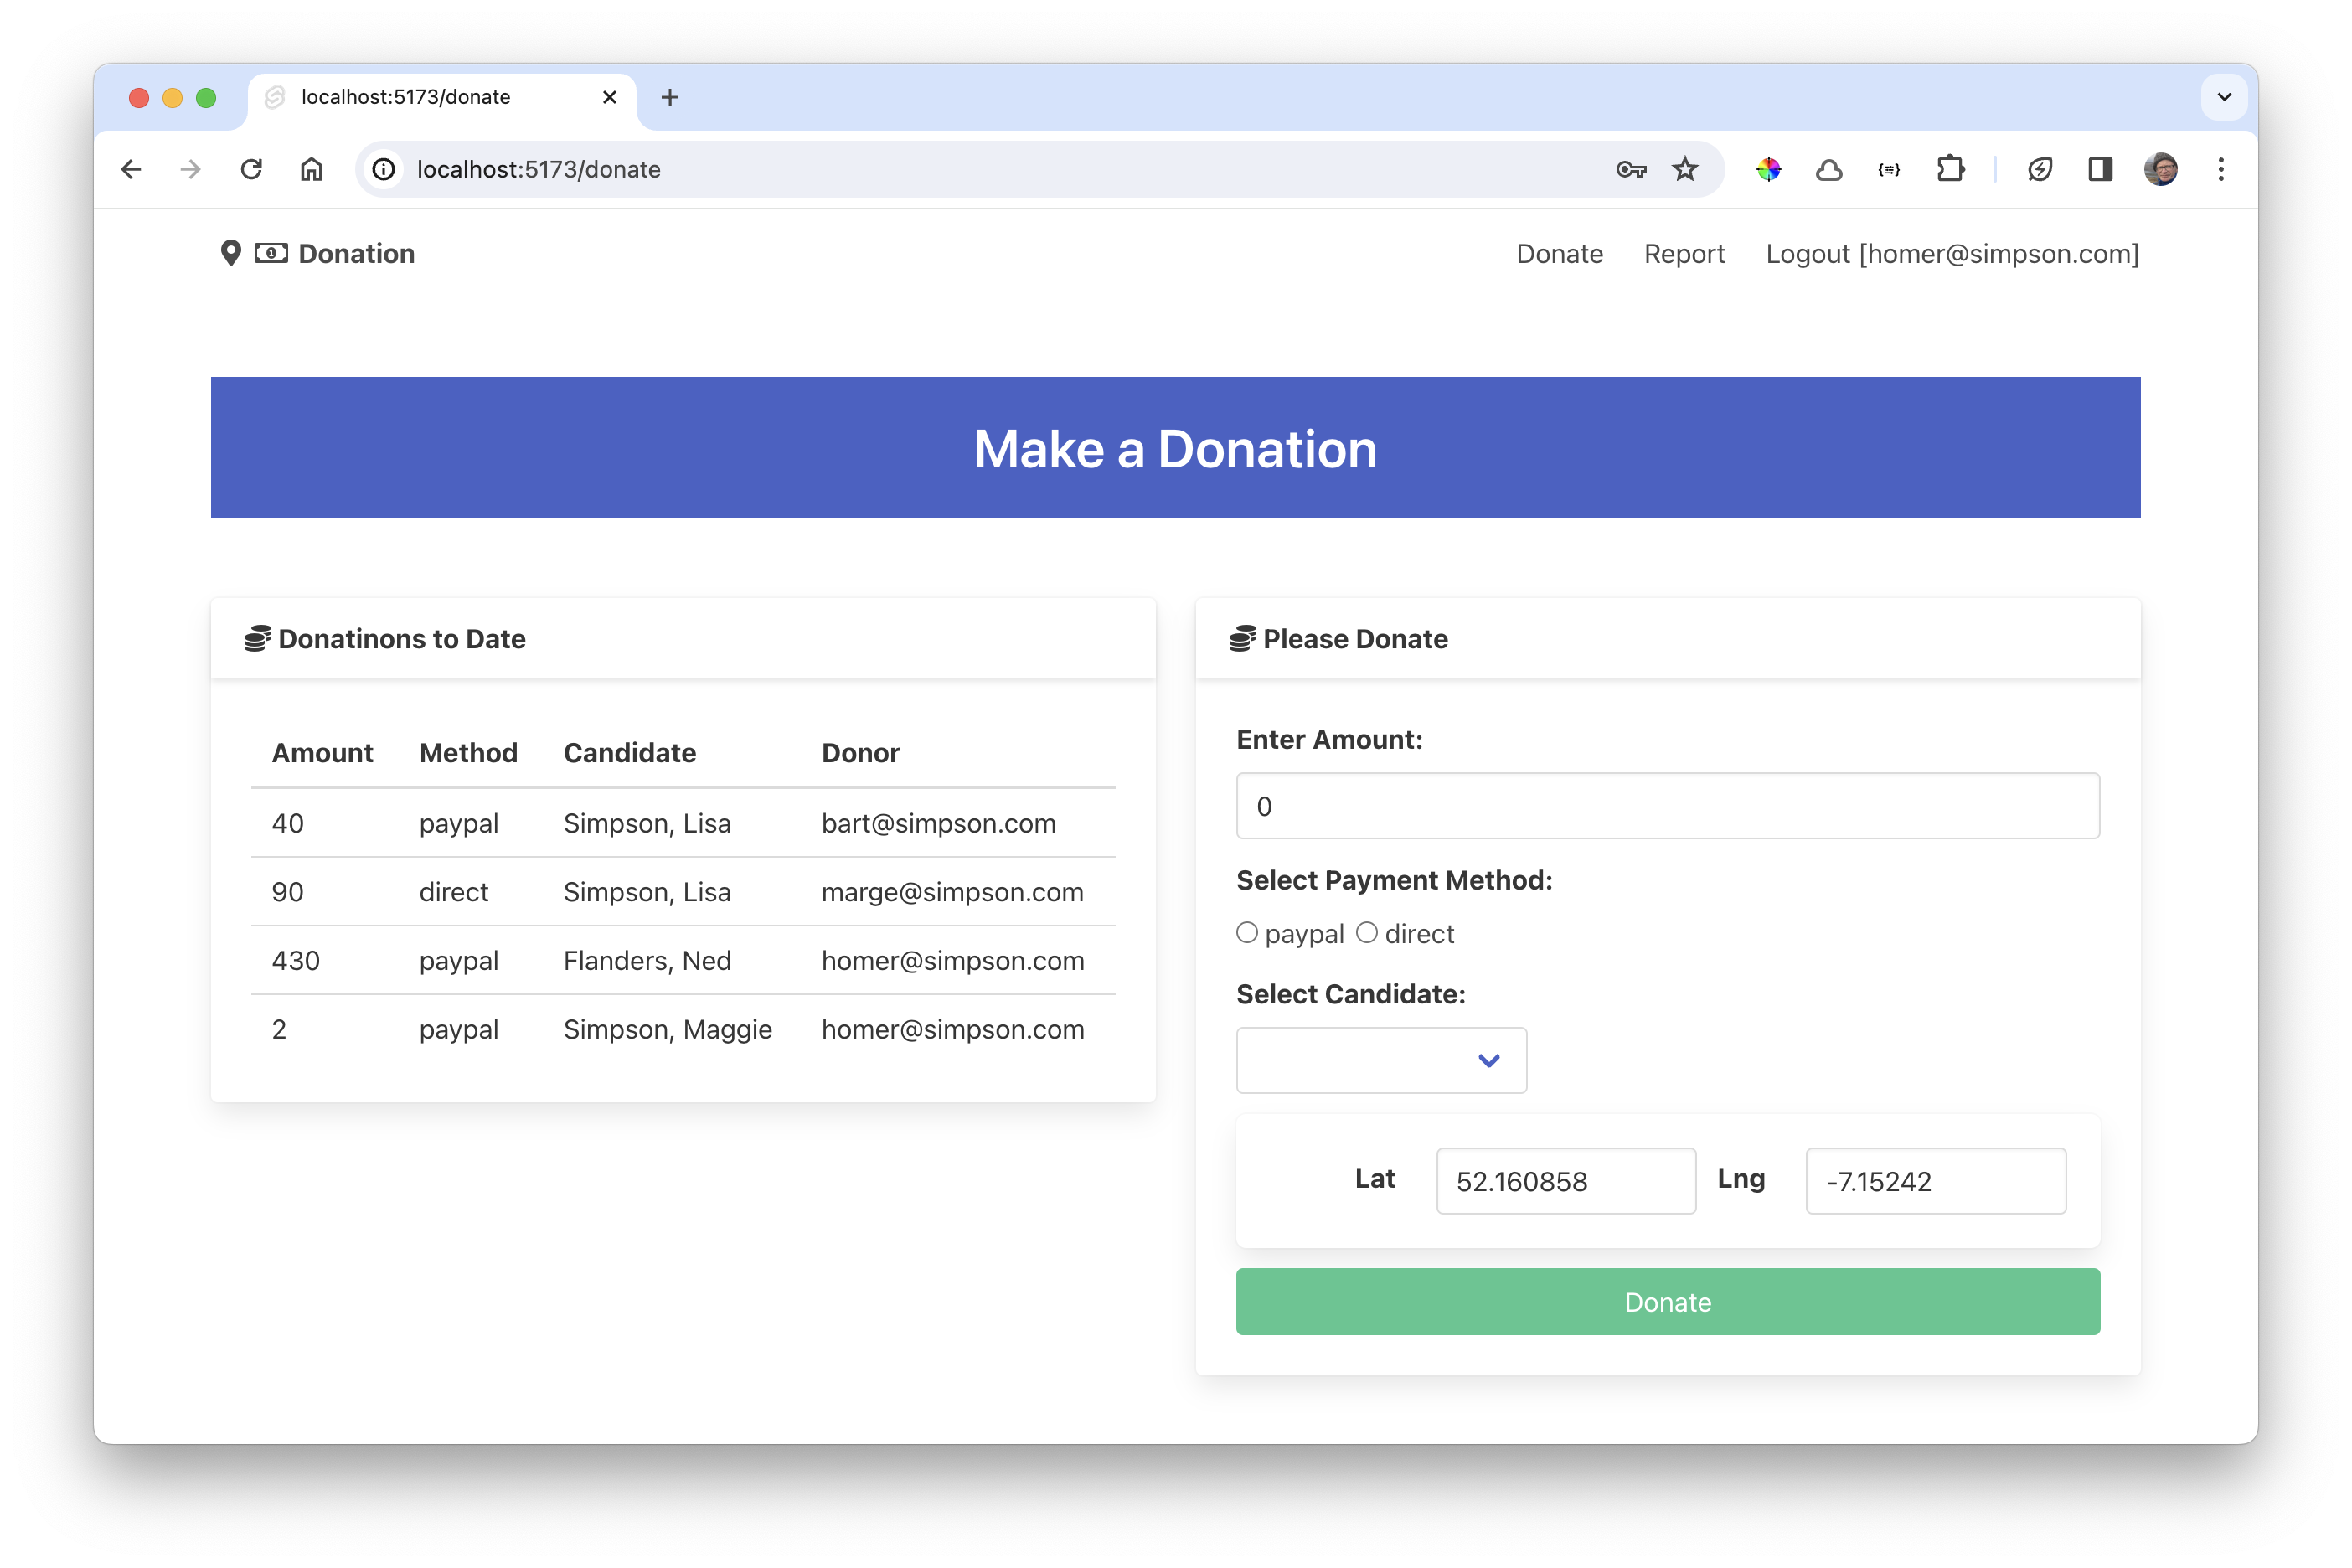 localhost:5173/donate
localhost:5173/donate
Donation Donate Report Logout [homer@simpson.com]
Make a Donation
Donatinons to Date
Amount Method Candidate Donor
40 paypal Simpson, Lisa bart@simpson.com
90 direct Simpson, Lisa marge@simpson.com
430 paypal Flanders, Ned homer@simpson.com
2 paypal Simpson, Maggie homer@simpson.com
Please Donate
Enter Amount:
0
Select Payment Method:
paypal direct
Select Candidate:
Lat 52.160858 Lng -7.15242
Donate